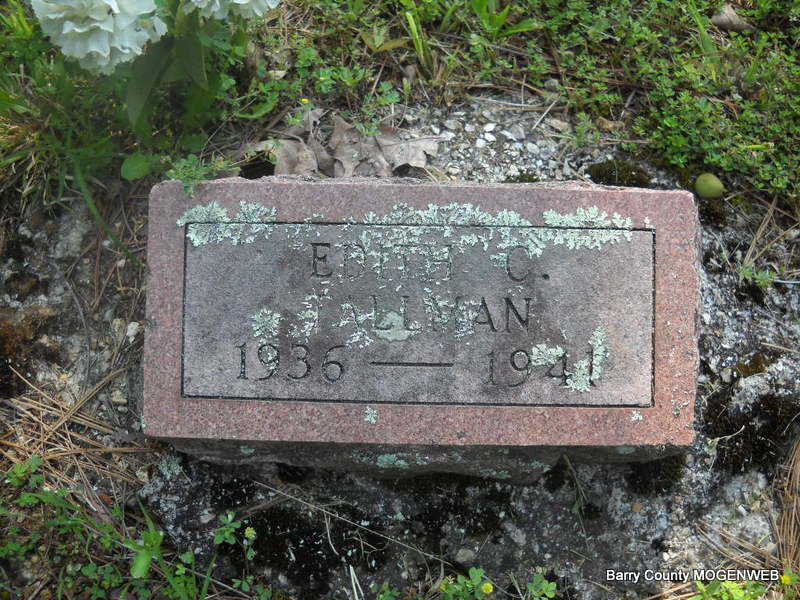 EDITH C.
TALLMAN
1936 — 1941
Barry County MOGENWEB